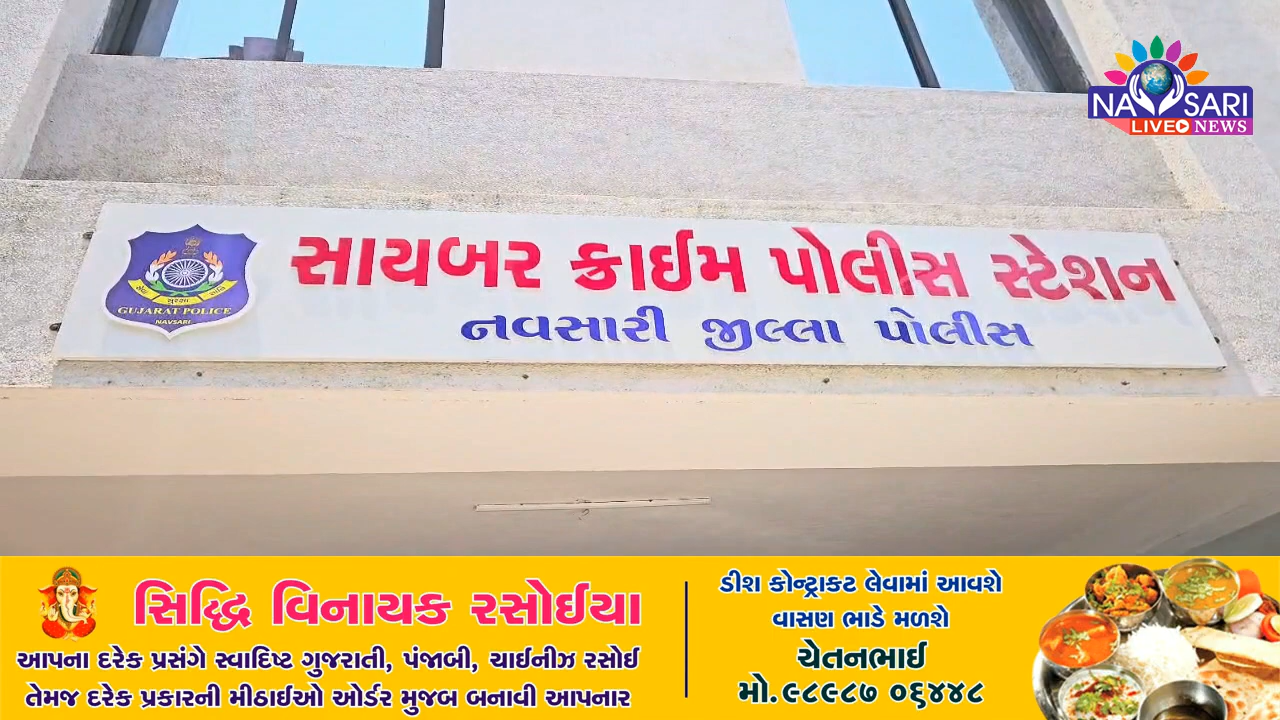 NAVSARI
LIVE NEWS
સાયબર ક્રાઈમ પોલીસ સ્ટેશન
નવસારી જીલ્લા પોલીસ
સેવા સુરક્ષા શાંતિ
GUJARAT POLICE
NAVSARI
સિદ્ધિ વિનાયક રસોઈયા
આપના દરેક પ્રસંગે સ્વાદિષ્ટ ગુજરાતી, પંજાબી, ચાઈનીઝ રસોઈ
તેમજ દરેક પ્રકારની મીઠાઈઓ ઓર્ડર મુજબ બનાવી આપનાર
ડીશ કોન્ટ્રાકટ લેવામાં આવશે
વાસણ ભાડે મળશે
ચેતનભાઈ
મો.૯૮૯૮૭ ૦૬૪૪૮